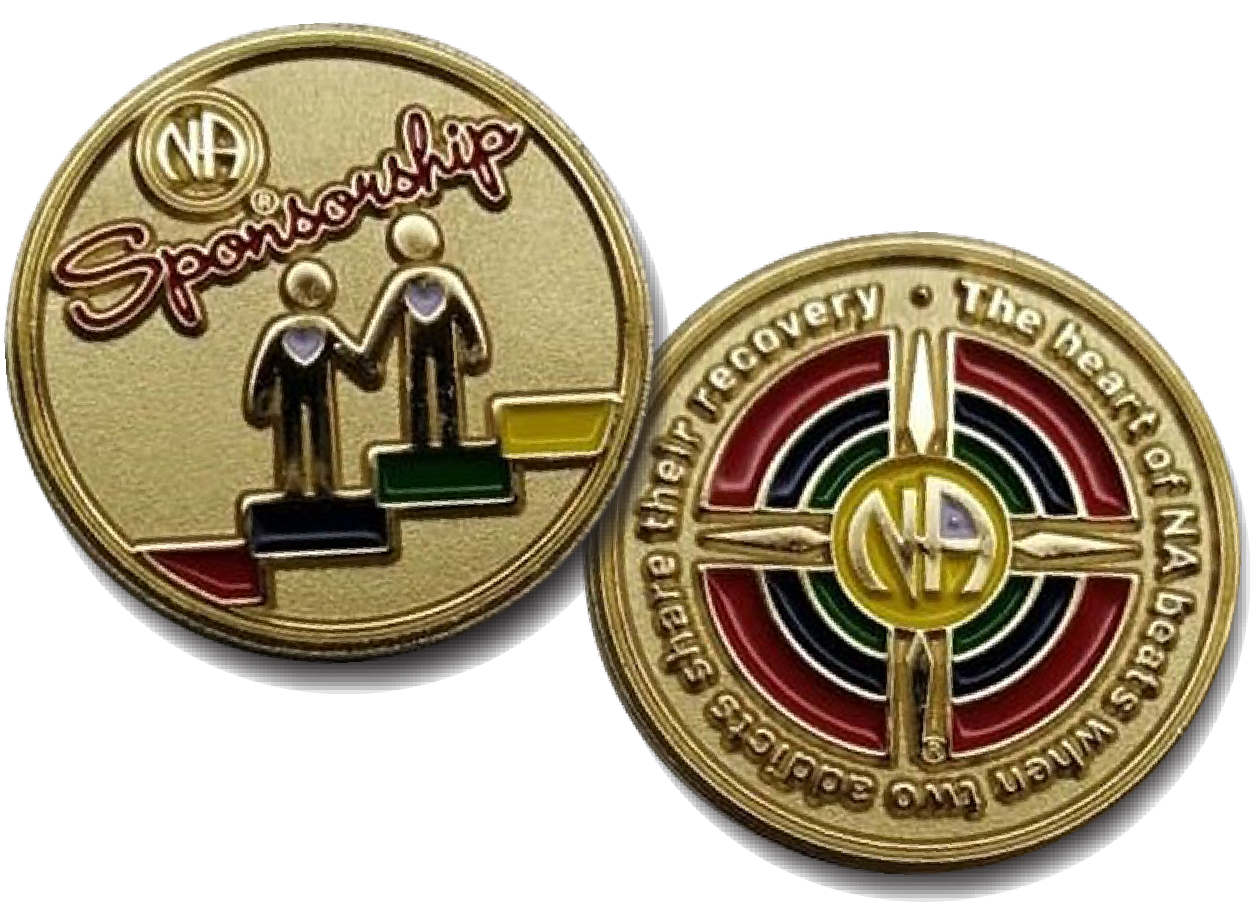 NA
®
Sponsorship
The heart of NA beats when two addicts share their recovery
NA
®